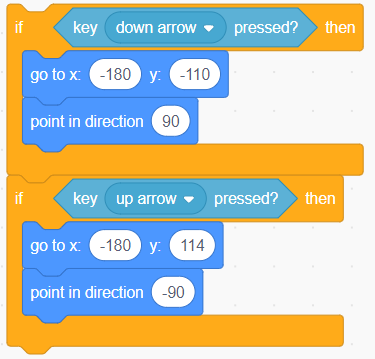 if key down arrow pressed? then
go to x: -180 y: -110
point in direction 90
if key up arrow pressed? then
go to x: -180 y: 114
point in direction -90